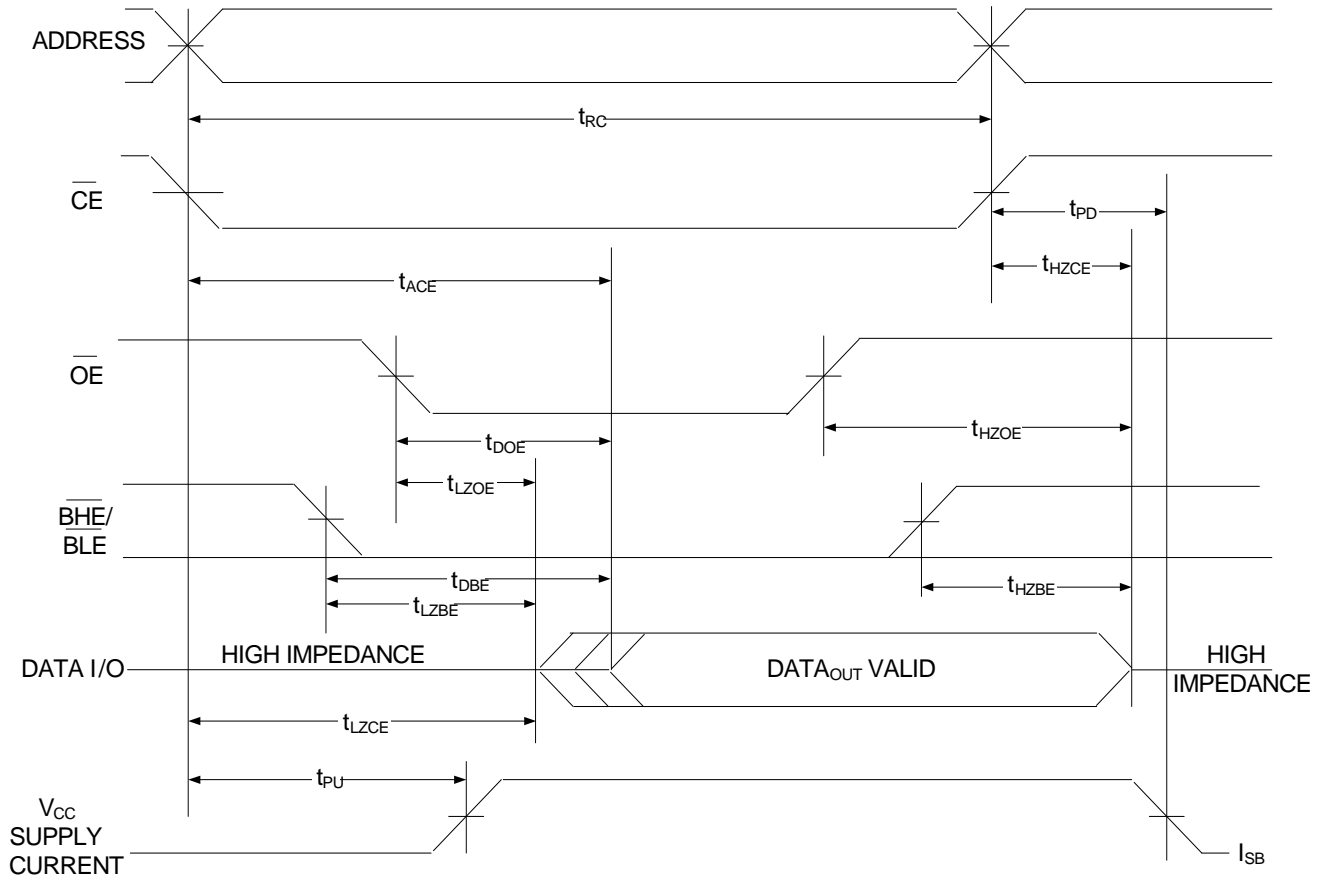 ADDRESS
tRC
CE
tPD
tHZCE
tACE
OE
tDOE
tHZOE
tLZOE
BHE/
BLE
tDBE
tHZBE
tLZBE
DATA I/O
HIGH IMPEDANCE
DATAOUT VALID
HIGH
IMPEDANCE
tLZCE
tPU
VCC
SUPPLY
CURRENT
ISB